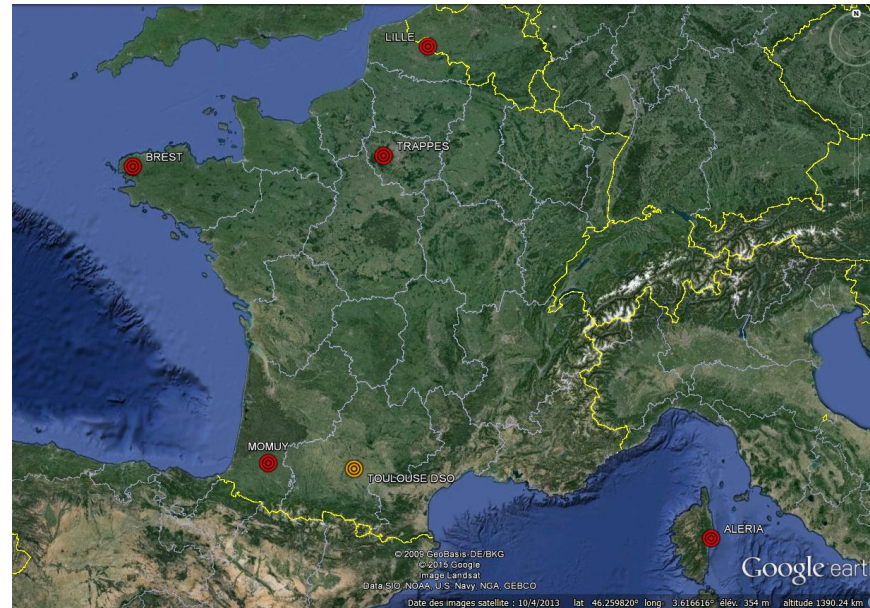 N
LILLE
TRAPPES
BREST
MOMUY
TOULOUSE DSO
ALERIA
© 2009 GeoBasis-DE/BKG
© 2015 Google
Image Landsat
Data SIO, NOAA, U.S. Navy, NGA, GEBCO
Google eart
Date des images satellite : 10/4/2013 lat 46.259820° long 3.616616° élév. 354 m altitude 1390.24 km